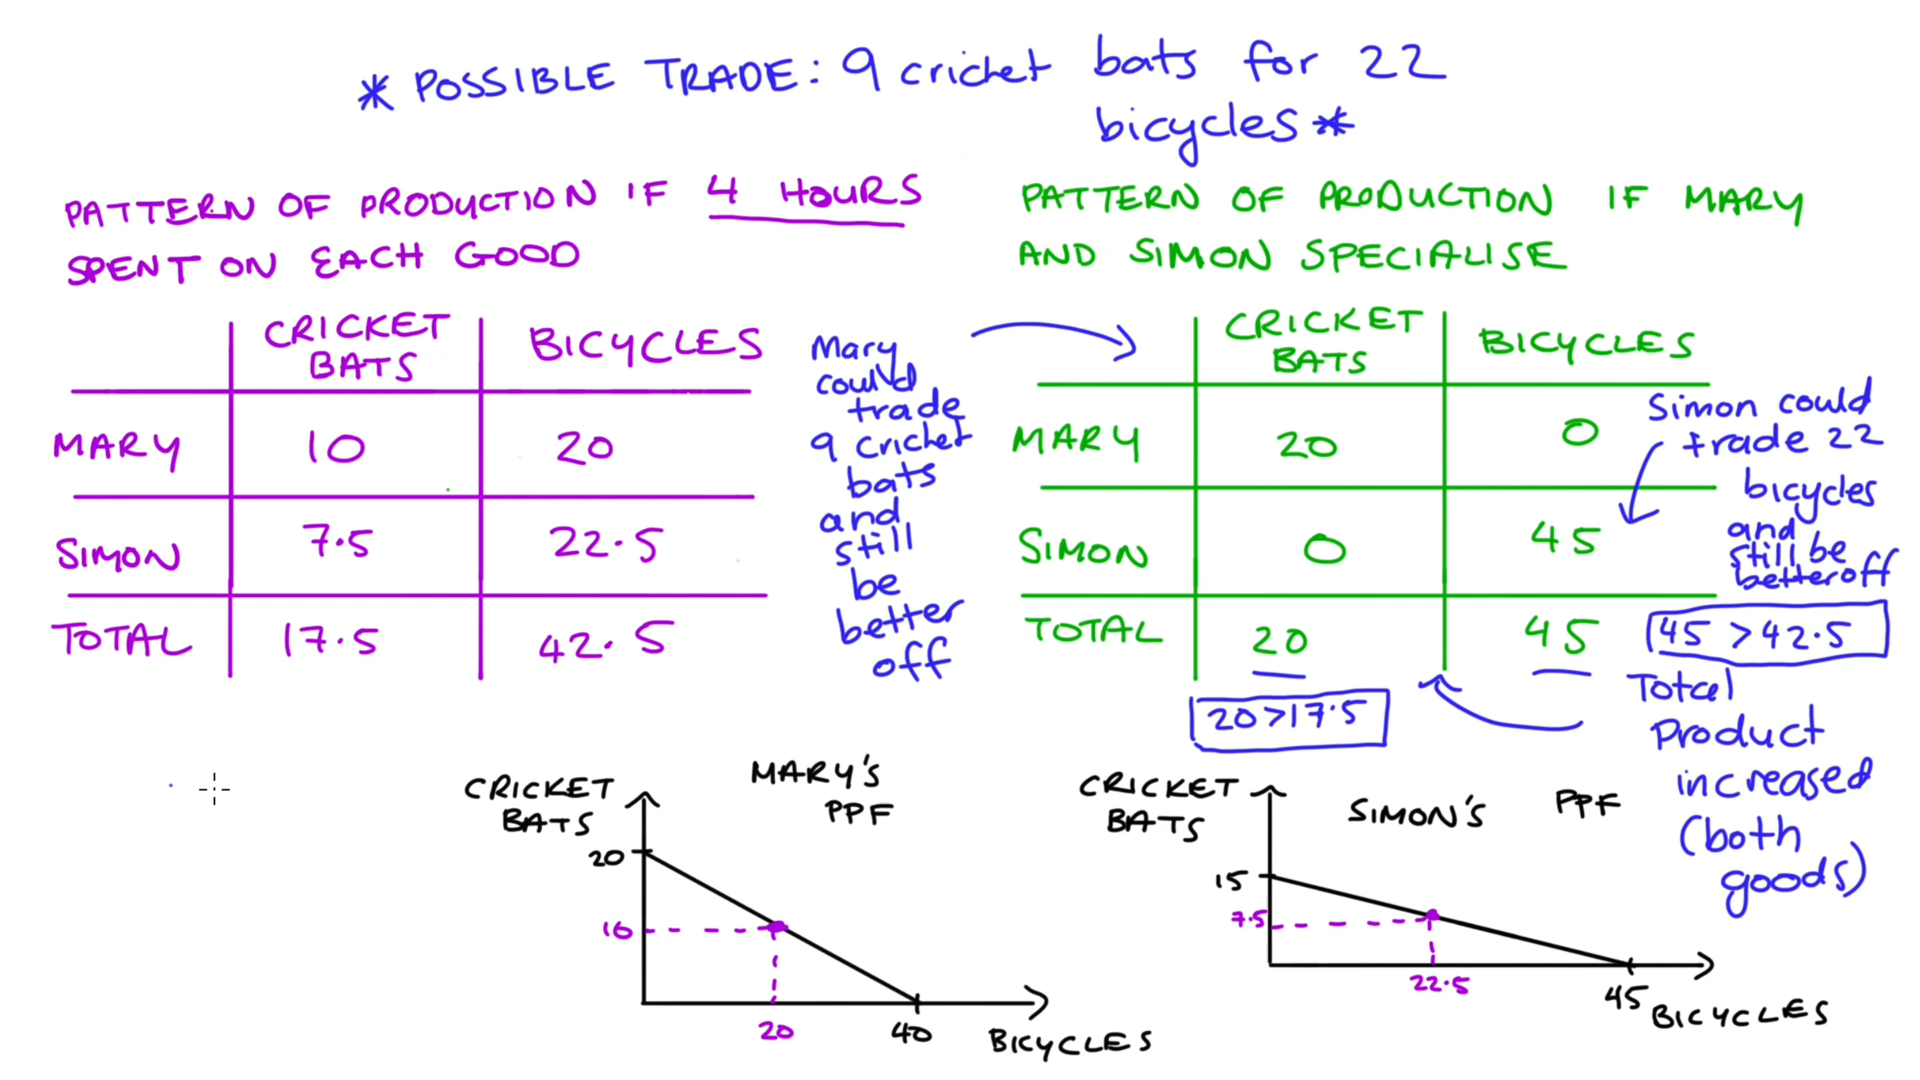 * POSSIBLE TRADE: 9 cricket bats for 22
bicycles *
PATTERN OF PRODUCTION IF 4 HOURS
SPENT ON EACH GOOD
CRICKET
BATS
BICYCLES
MARY 10 20
SIMON 7.5 22.5
TOTAL 17.5 42.5
Mary
could
trade
9 cricket
bats
and
still
be
better
off
PATTERN OF PRODUCTION IF MARY
AND SIMON SPECIALISE
CRICKET
BATS
BICYCLES
MARY 20 0
SIMON 0 45
TOTAL 20 45
20>17.5
Simon could
trade 22
bicycles
and
still be
better off
45 >42.5
Total
Product
increased
(both
goods)
CRICKET
BATS
MARY'S
PPF
20
10
20
40
BICYCLES
CRICKET
BATS
SIMON'S PPF
15
7.5
22.5
45
BICYCLES